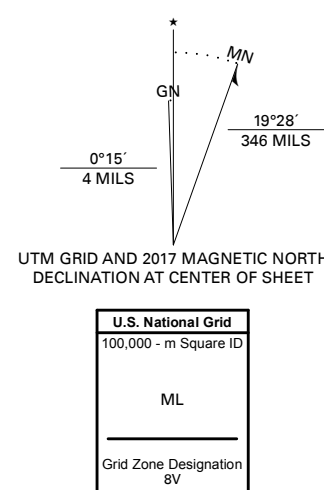 ★
MN
GN
19°28´
346 MILS
0°15´
4 MILS
UTM GRID AND 2017 MAGNETIC NORTH
DECLINATION AT CENTER OF SHEET
U.S. National Grid
100,000 - m Square ID
ML
Grid Zone Designation
8V